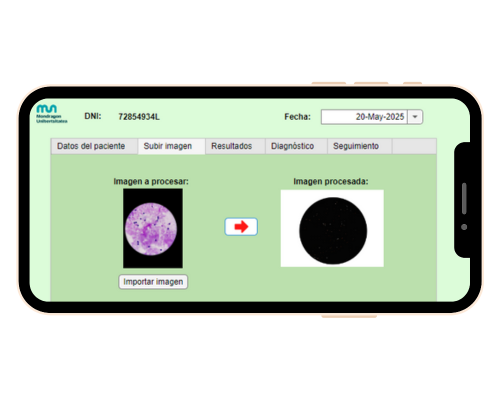 Mondragon
Unibertsitatea
DNI: 72854934L Fecha: 20-May-2025
Datos del paciente Subir imagen Resultados Diagnóstico Seguimiento
Imagen a procesar: Imagen procesada:
Importar imagen